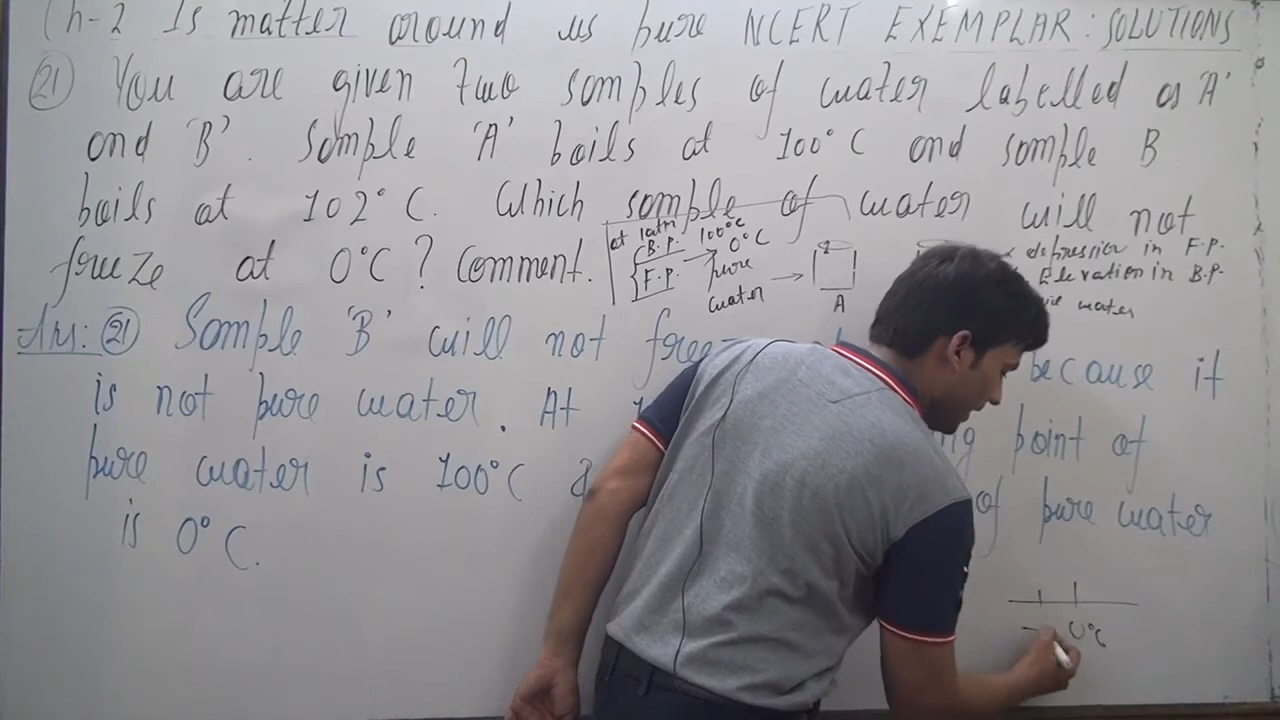 Ch-2 Is matter around us pure NCERT EXEMPLAR: SOLUTIONS
21 You are given two samples of water labelled as 'A'
and 'B'. Sample 'A' boils at 100°C and sample B
boils at 102°C. Which sample of water will not
freeze at 0°C? Comment.
at 1atm
B.P. 100°C
F.P. → 0°C
pure
water →
A
depression in F.P.
Elevation in B.P.
water
Ans: 21 Sample 'B' will not because it
is not pure water. At point of
pure water is 100°C of pure water
is 0°C.
- 0°C